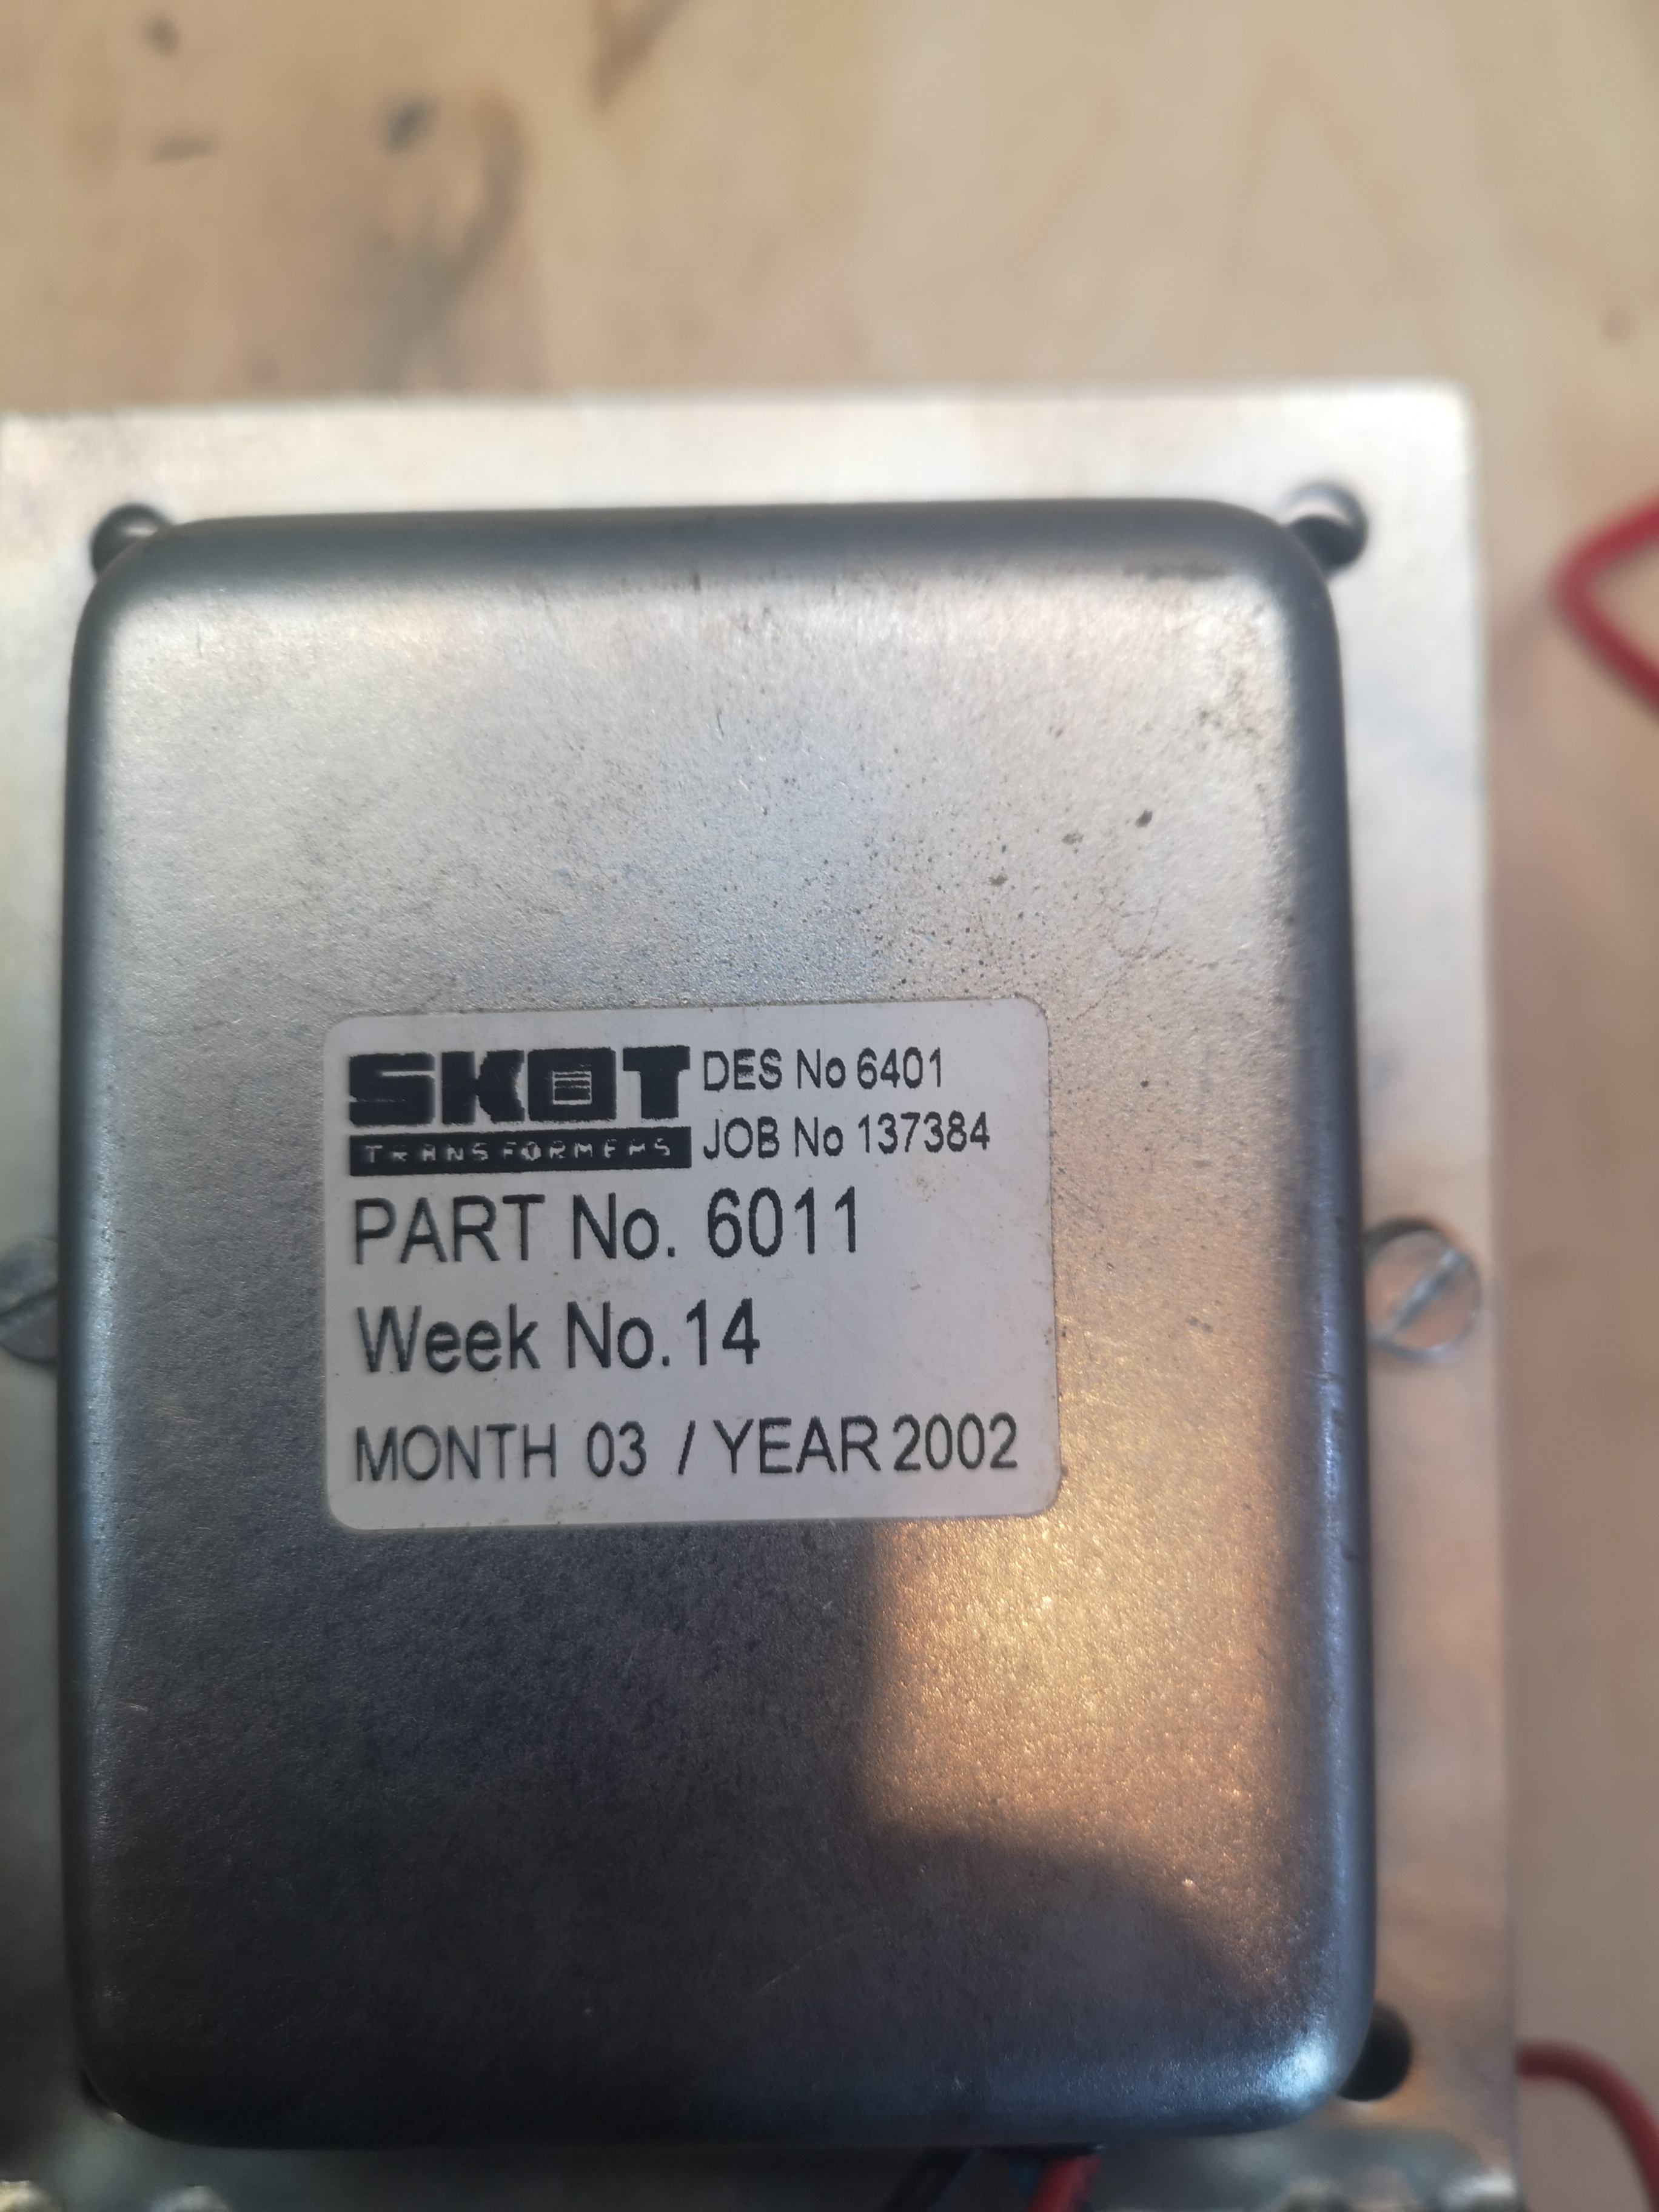 SKOT DES No 6401
TRANSFORMERS JOB No 137384
PART No. 6011
Week No. 14
MONTH 03 / YEAR 2002